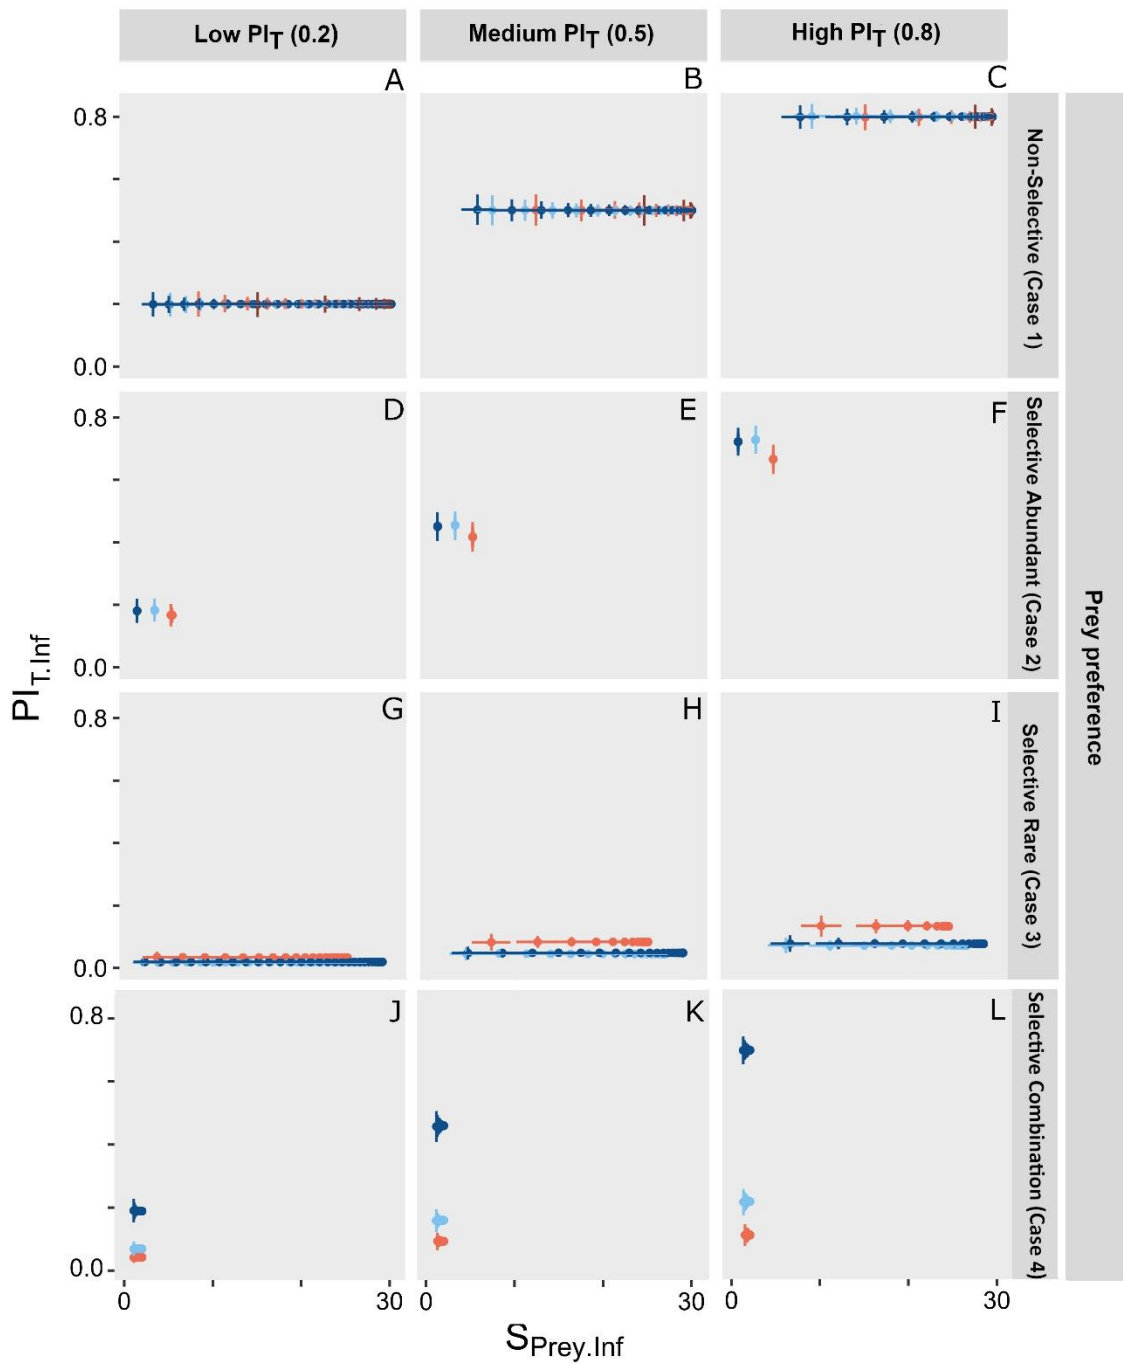 Low PIT (0.2)
Medium PIT (0.5)
High PIT (0.8)
A
B
C
0.8
0.0
Non-Selective (Case 1)
D
E
F
0.8
0.0
Selective Abundant (Case 2)
G
H
I
0.8
0.0
Selective Rare (Case 3)
J
K
L
0.8
0.0
Selective Combination (Case 4)
Prey preference
PIT.Inf
0
30
0
30
0
30
SPrey.Inf